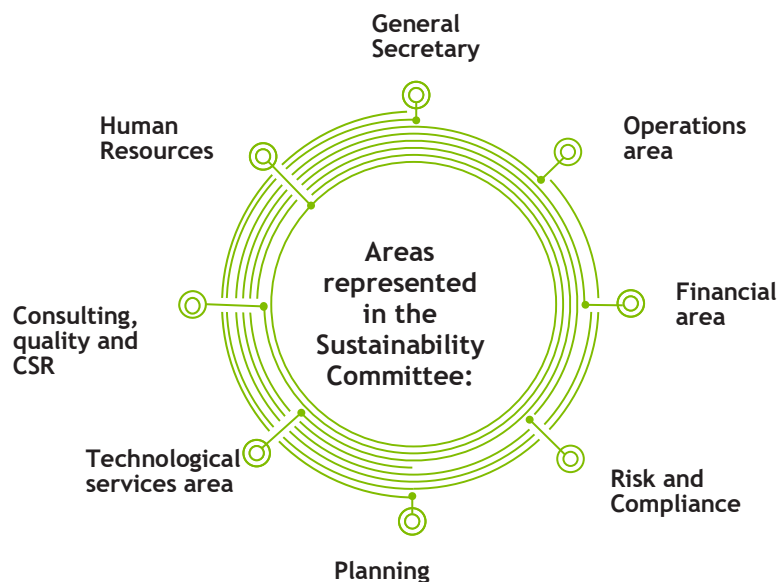 General
Secretary
Human
Resources
Operations
area
Areas
represented
in the
Sustainability
Committee:
Consulting,
quality and
CSR
Financial
area
Technological
services area
Risk and
Compliance
Planning